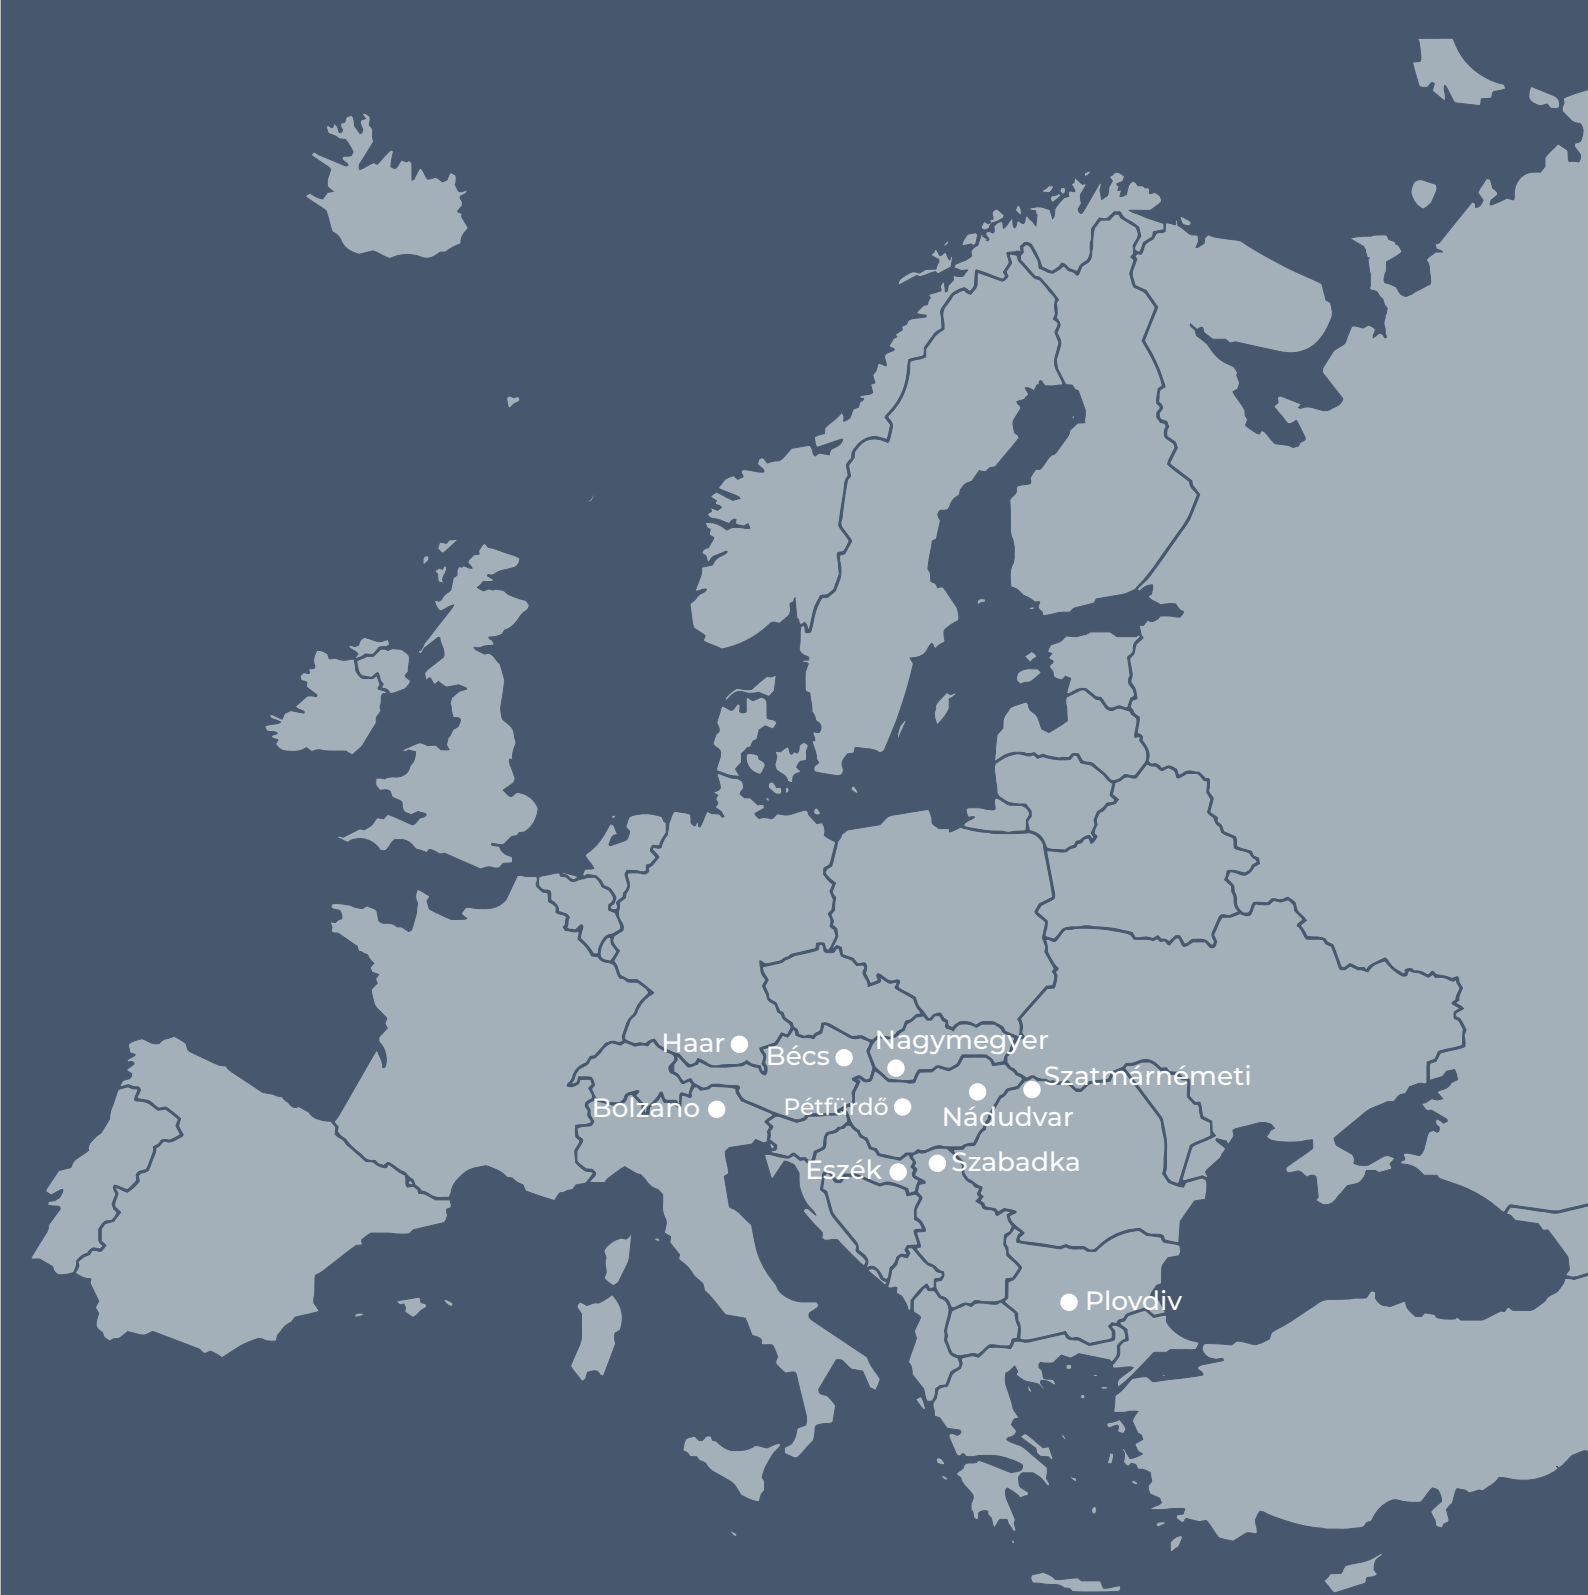 Nagymegyer
Haar
Bécs
Szatmárnémeti
Bolzano
Pétfürdő
Nádudvar
Szabadka
Eszék
Plovdiv